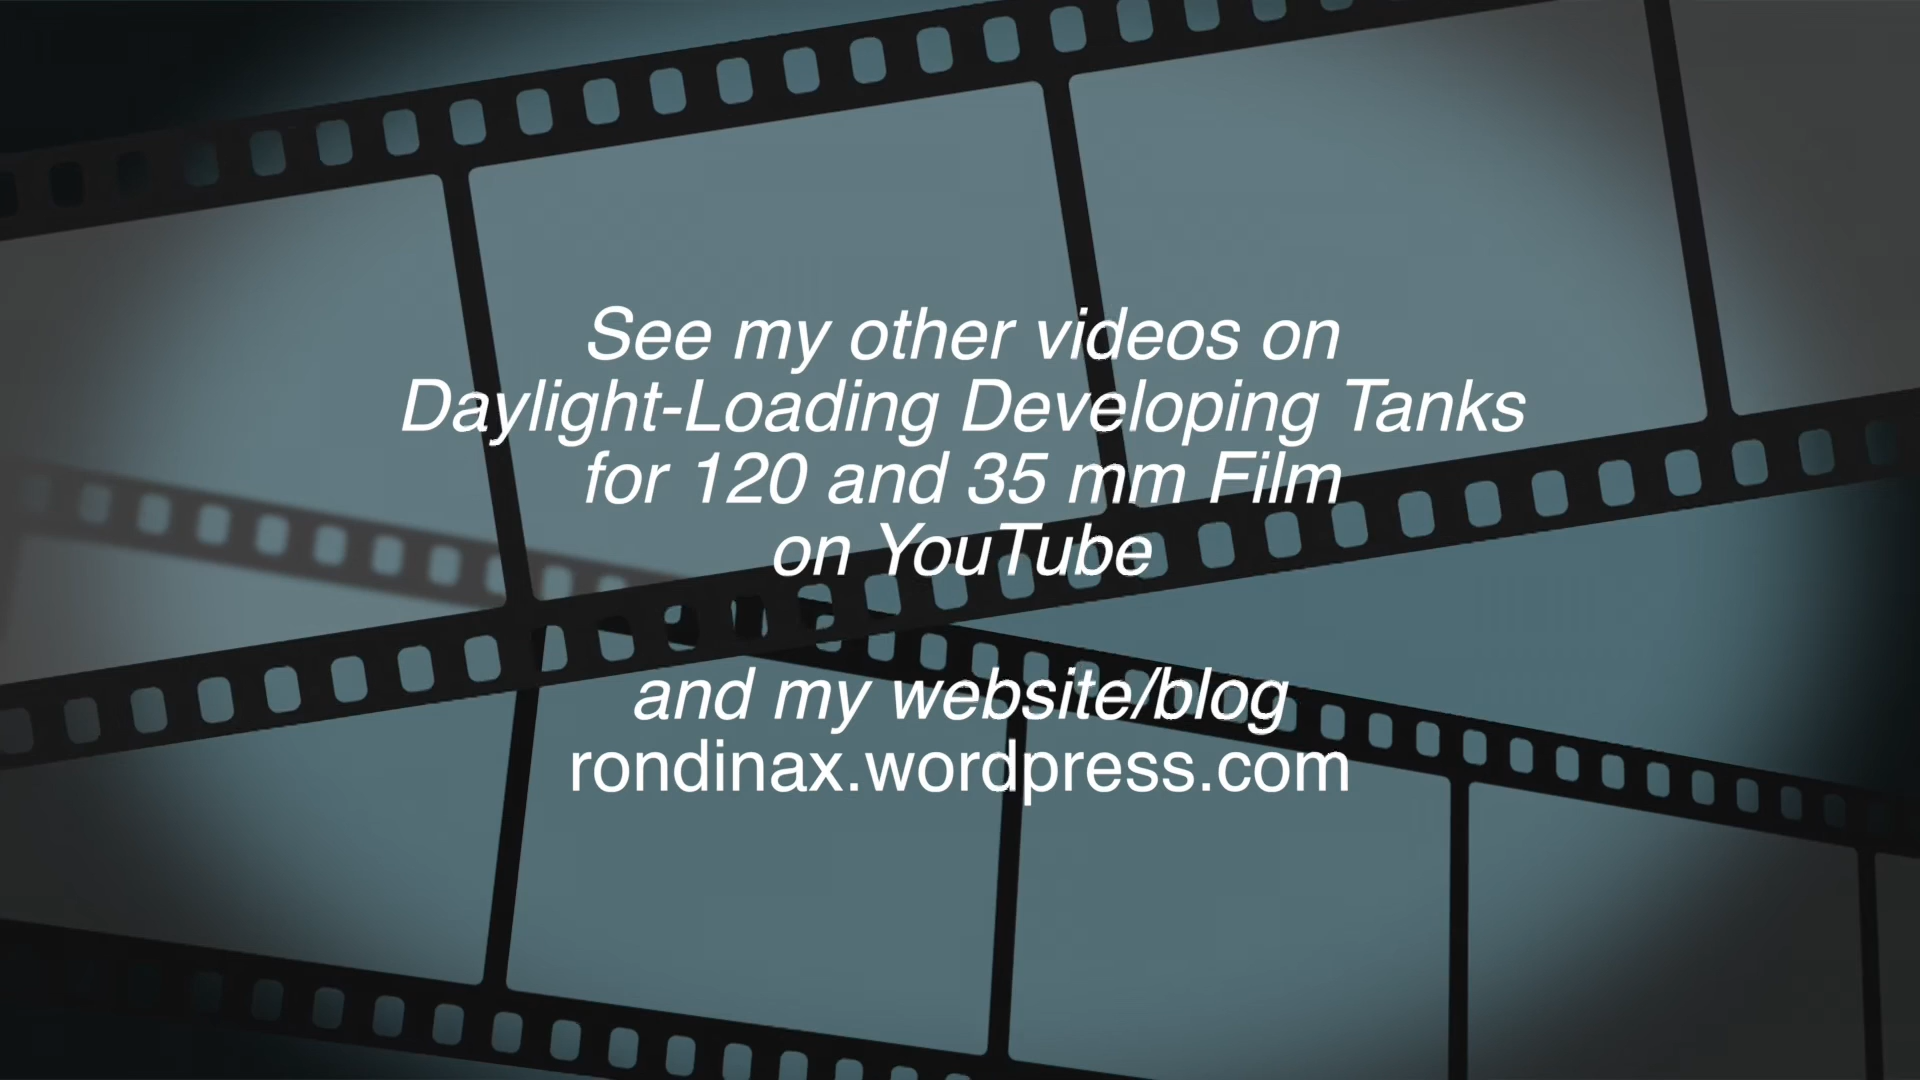 See my other videos on
Daylight-Loading Developing Tanks
for 120 and 35 mm Film
on YouTube
and my website/blog
rondinax.wordpress.com